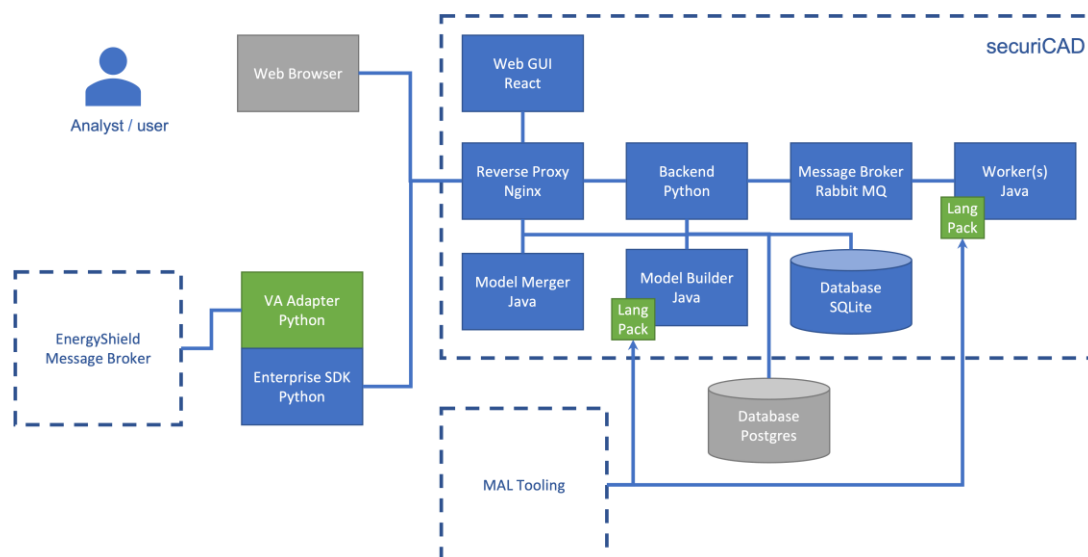 securiCAD
Analyst / user
Web Browser
Web GUI
React
Reverse Proxy
Nginx
Backend
Python
Message Broker
Rabbit MQ
Worker(s)
Java
Lang
Pack
Model Merger
Java
Model Builder
Java
Lang
Pack
Database
SQLite
EnergyShield
Message Broker
VA Adapter
Python
Enterprise SDK
Python
Database
Postgres
MAL Tooling